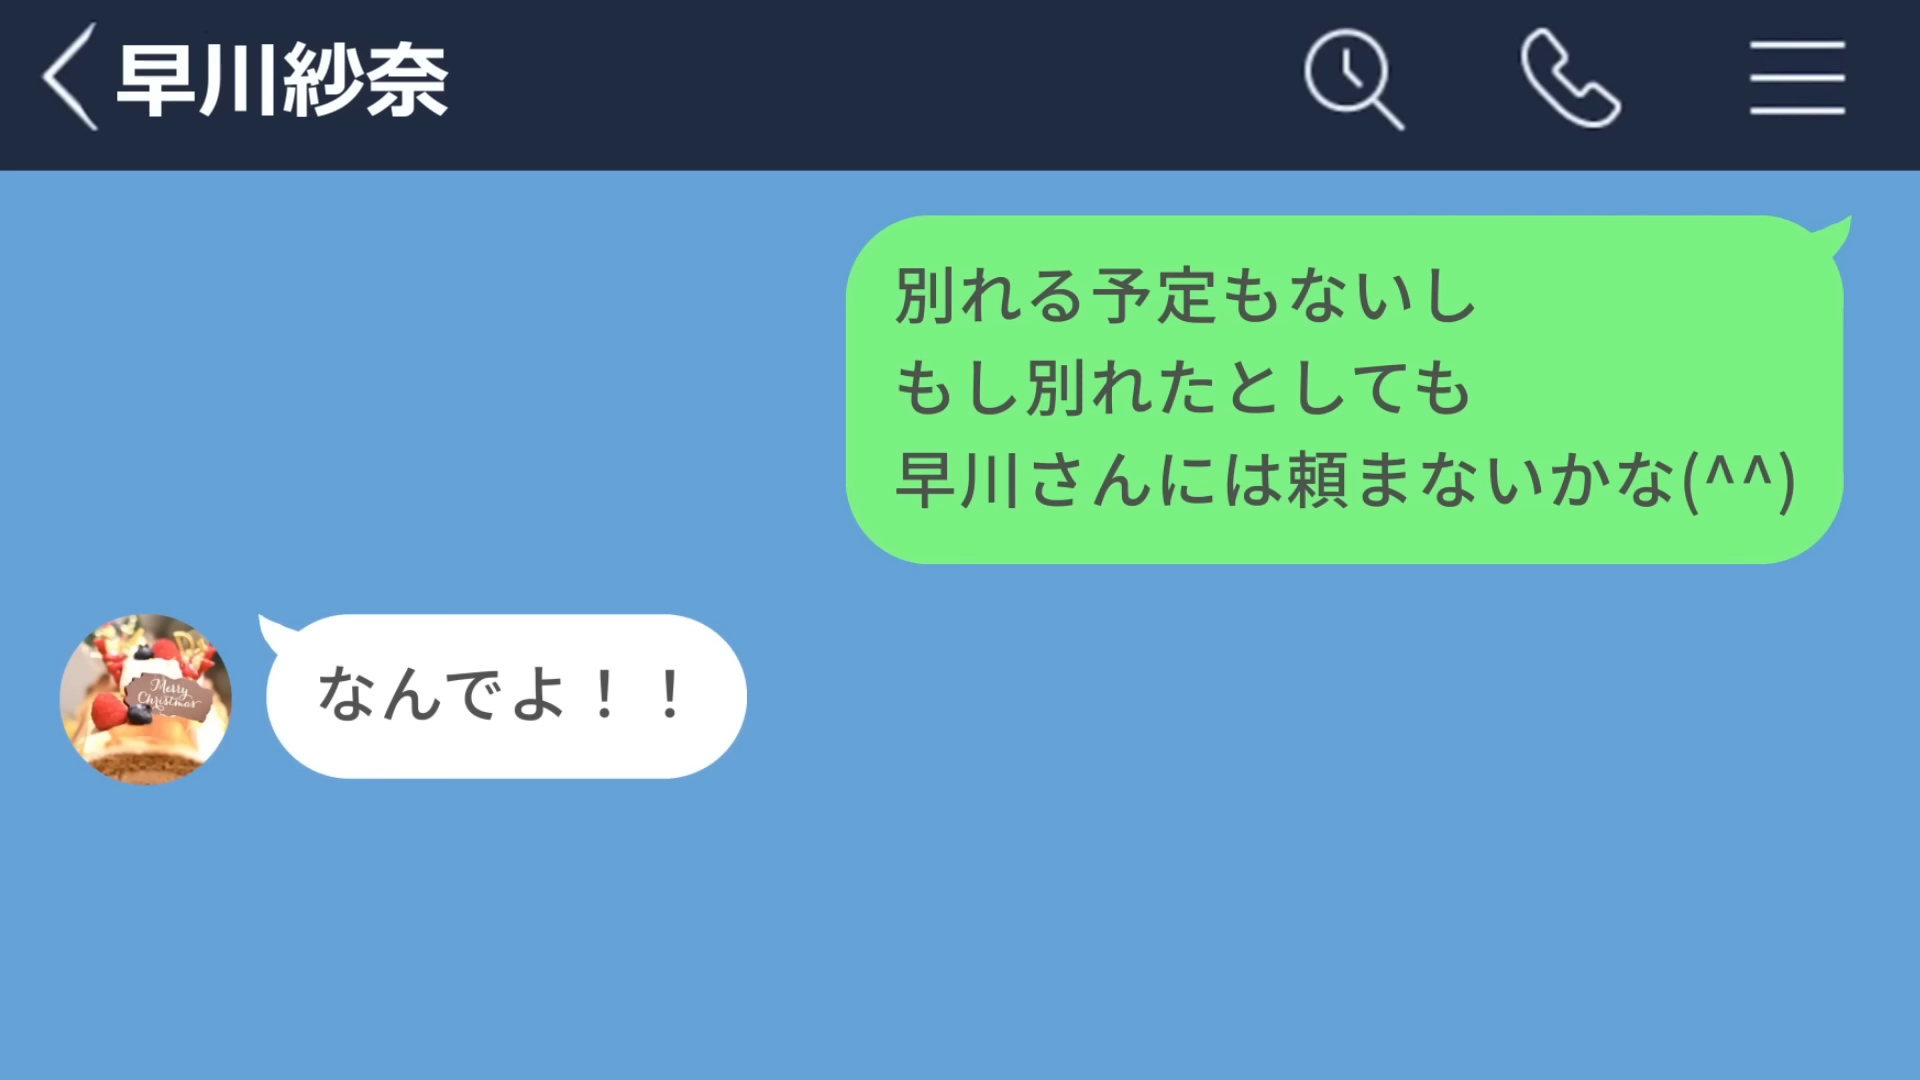 早川紗奈
別れる予定もないし
もし別れたとしても
早川さんには頼まないかな(^^)
Merry
Christmas
なんでよ！！